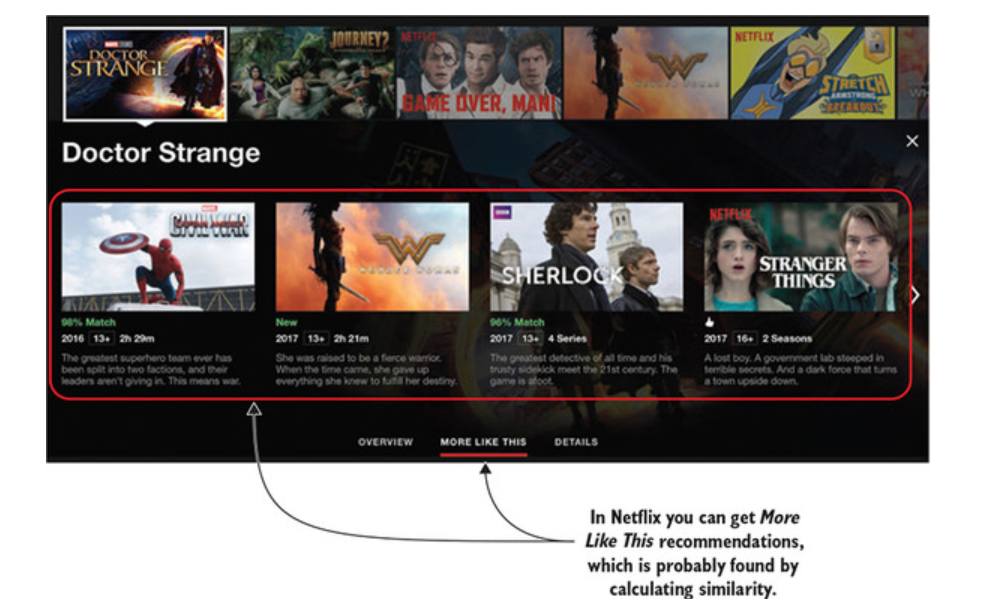 MARVEL STUDIOS
DOCTOR
STRANGE
JOURNEY 2
NETFLIX
GAME OVER, MAN!
WONDER WOMAN
NETFLIX
STRETCH
ARMSTRONG
BREAKOUT
WH
Doctor Strange
MARVEL
CAPTAIN AMERICA
CIVIL WAR
WONDER WOMAN
BBC
SHERLOCK
NETFLIX
STRANGER
THINGS
98% Match
2016 13+ 2h 29m
The greatest superhero team ever has
been split into two factions, and their
leaders aren't giving in. This means war.
New
2017 13+ 2h 21m
She was raised to be a fierce warrior.
When the time came, she gave up
everything she knew to fulfill her destiny.
96% Match
2017 13+ 4 Series
The greatest detective of all time and his
trusty sidekick meet the 21st century. The
game is afoot.
2017 16+ 2 Seasons
A lost boy. A government lab steeped in
terrible secrets. And a dark force that turns
a town upside down.
OVERVIEW MORE LIKE THIS DETAILS
In Netflix you can get More
Like This recommendations,
which is probably found by
calculating similarity.